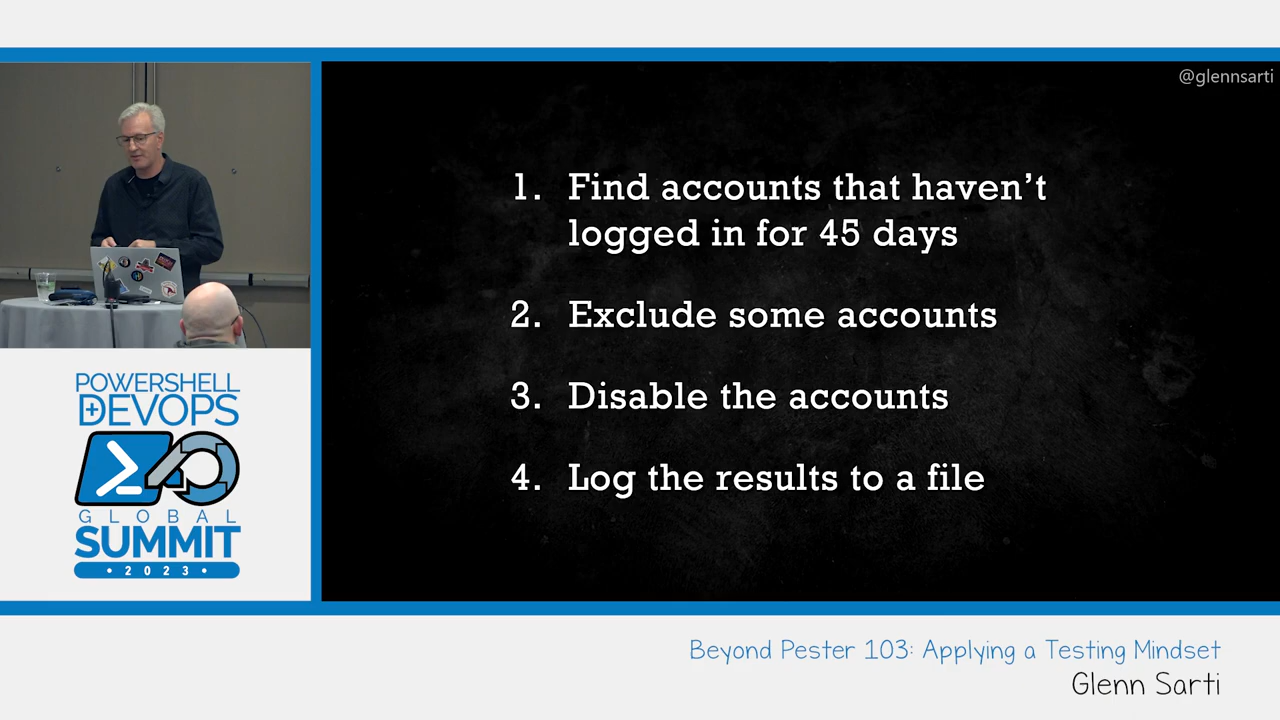 @glennsarti
1. Find accounts that haven’t
logged in for 45 days
2. Exclude some accounts
3. Disable the accounts
4. Log the results to a file
POWERSHELL
+DEVOPS
GLOBAL
SUMMIT
• 2023 •
Beyond Pester 103: Applying a Testing Mindset
Glenn Sarti